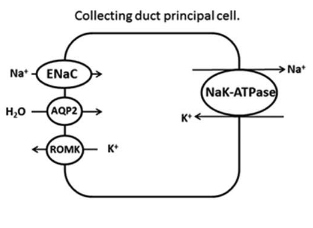 Collecting duct principal cell.
Na⁺ ENaC
Na⁺
NaK-ATPase
H₂O AQP2
K⁺
ROMK K⁺